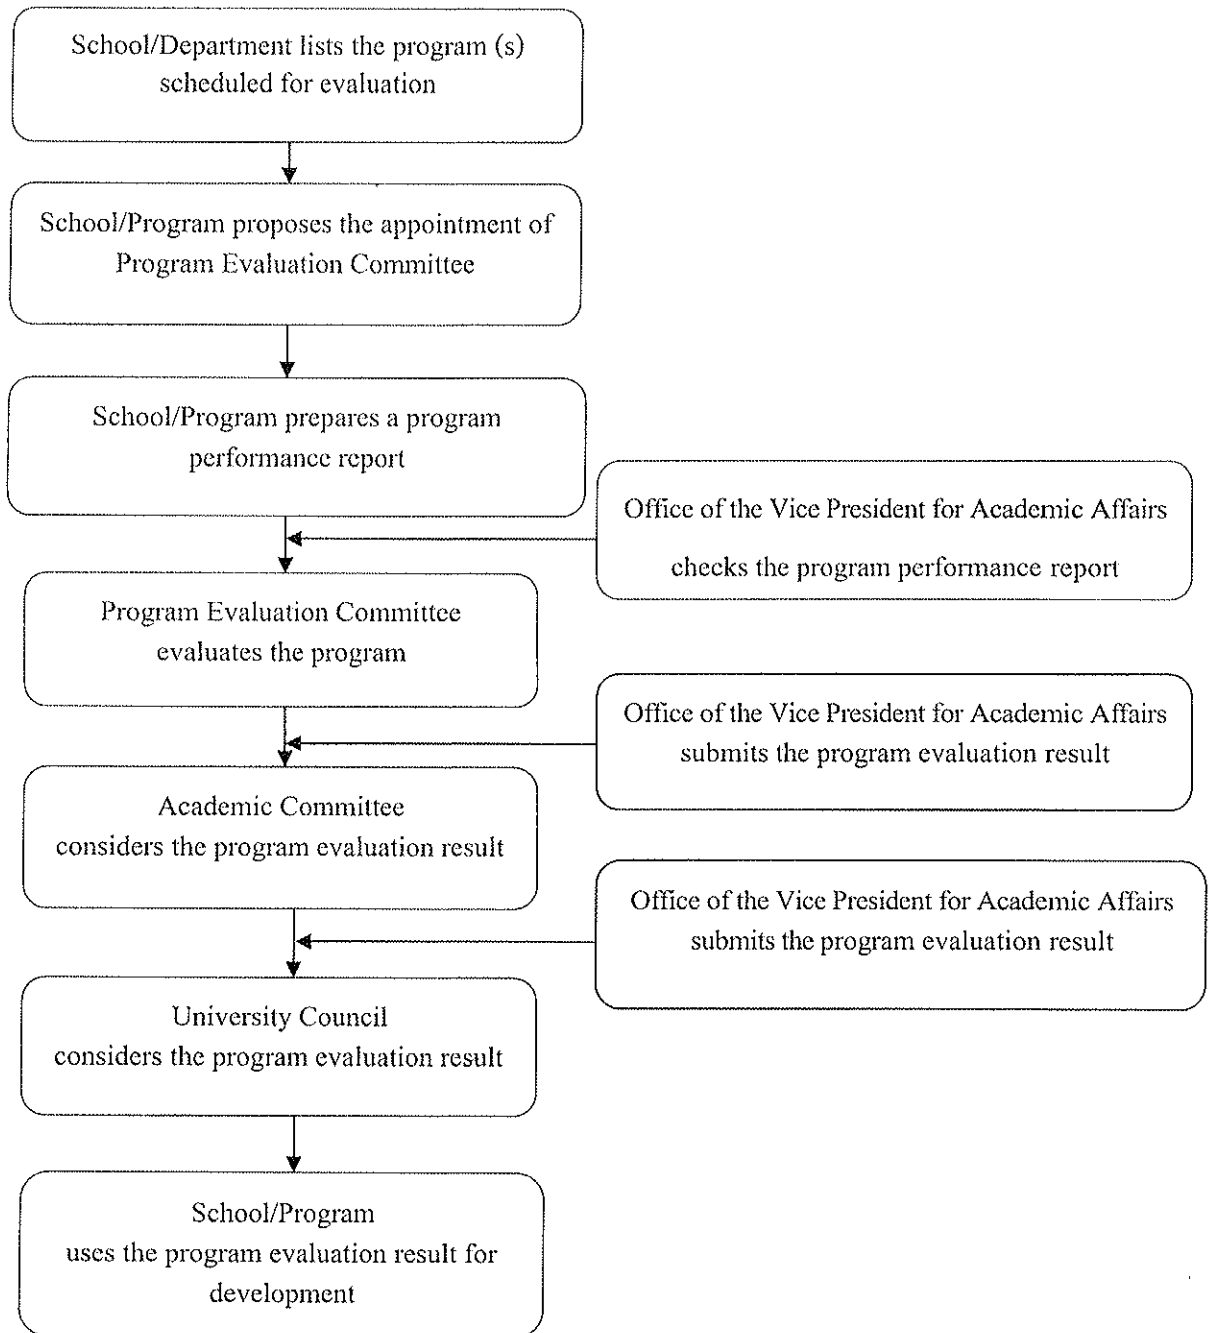 School/Department lists the program (s)
scheduled for evaluation
School/Program proposes the appointment of
Program Evaluation Committee
School/Program prepares a program
performance report
Office of the Vice President for Academic Affairs
checks the program performance report
Program Evaluation Committee
evaluates the program
Office of the Vice President for Academic Affairs
submits the program evaluation result
Academic Committee
considers the program evaluation result
Office of the Vice President for Academic Affairs
submits the program evaluation result
University Council
considers the program evaluation result
School/Program
uses the program evaluation result for
development